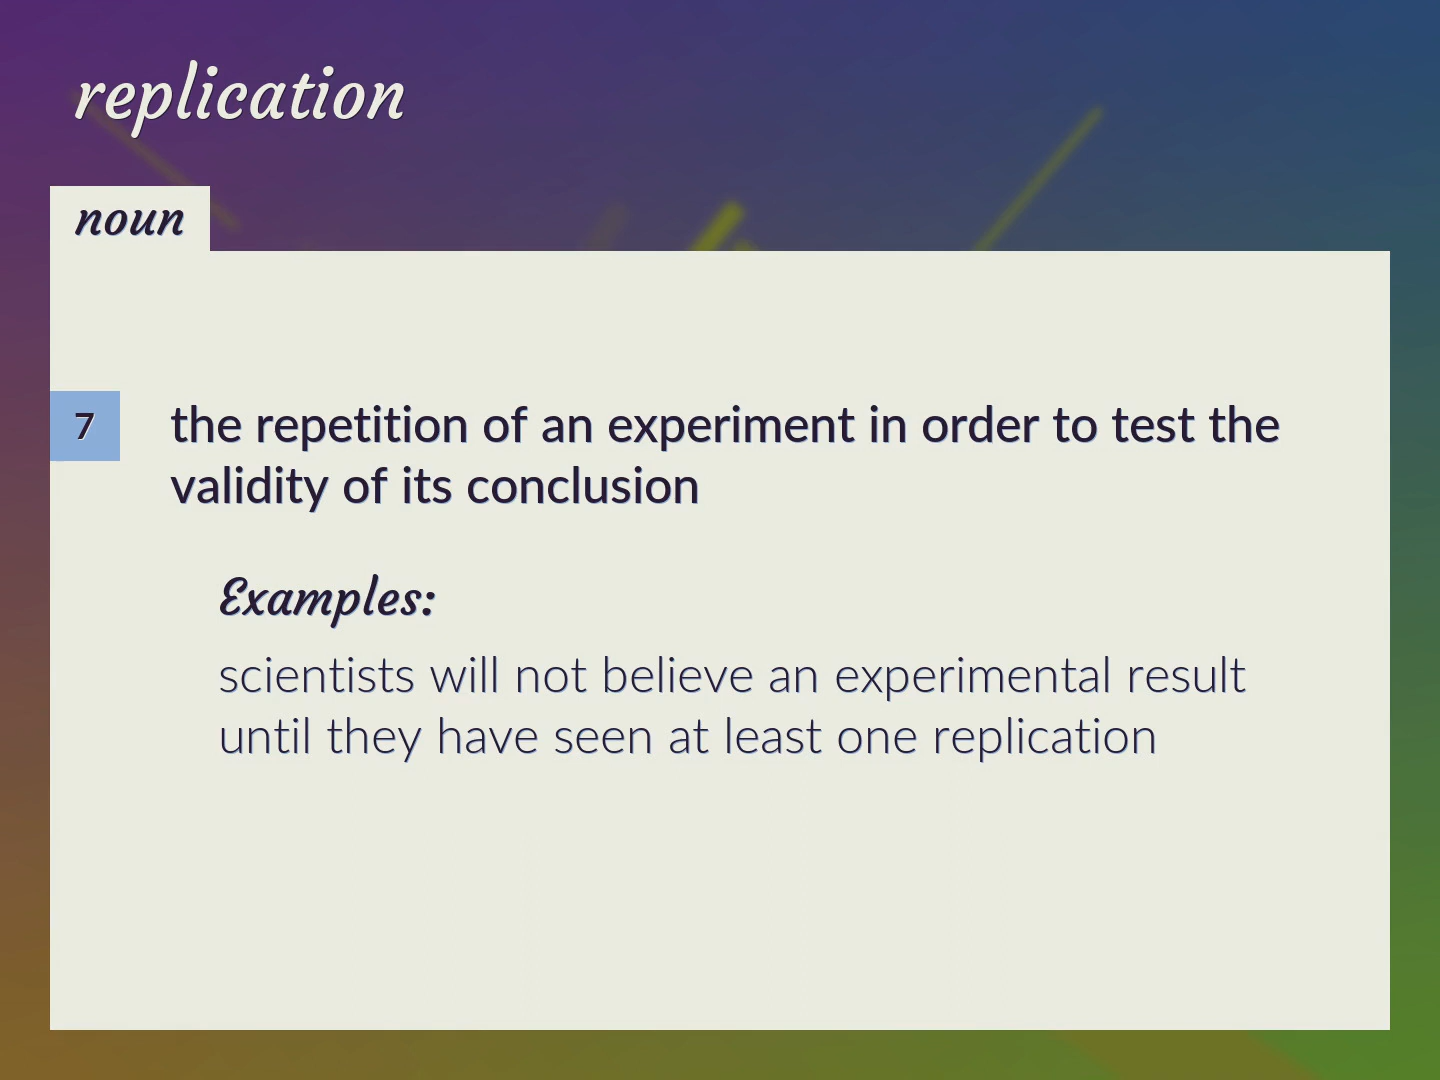 replication
noun
7
the repetition of an experiment in order to test the
validity of its conclusion
Examples:
scientists will not believe an experimental result
until they have seen at least one replication